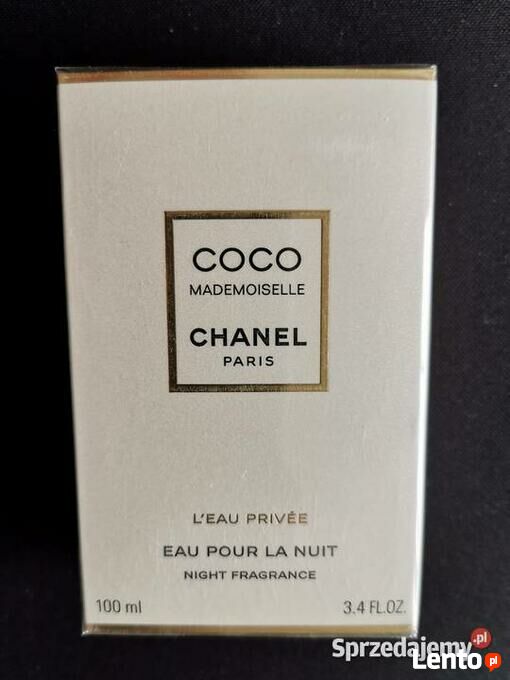 COCO
MADEMOISELLE
CHANEL
PARIS
L'EAU PRIVÉE
EAU POUR LA NUIT
NIGHT FRAGRANCE
100 ml 3.4 FL.OZ.
Sprzedajemy.pl
Lento.pl